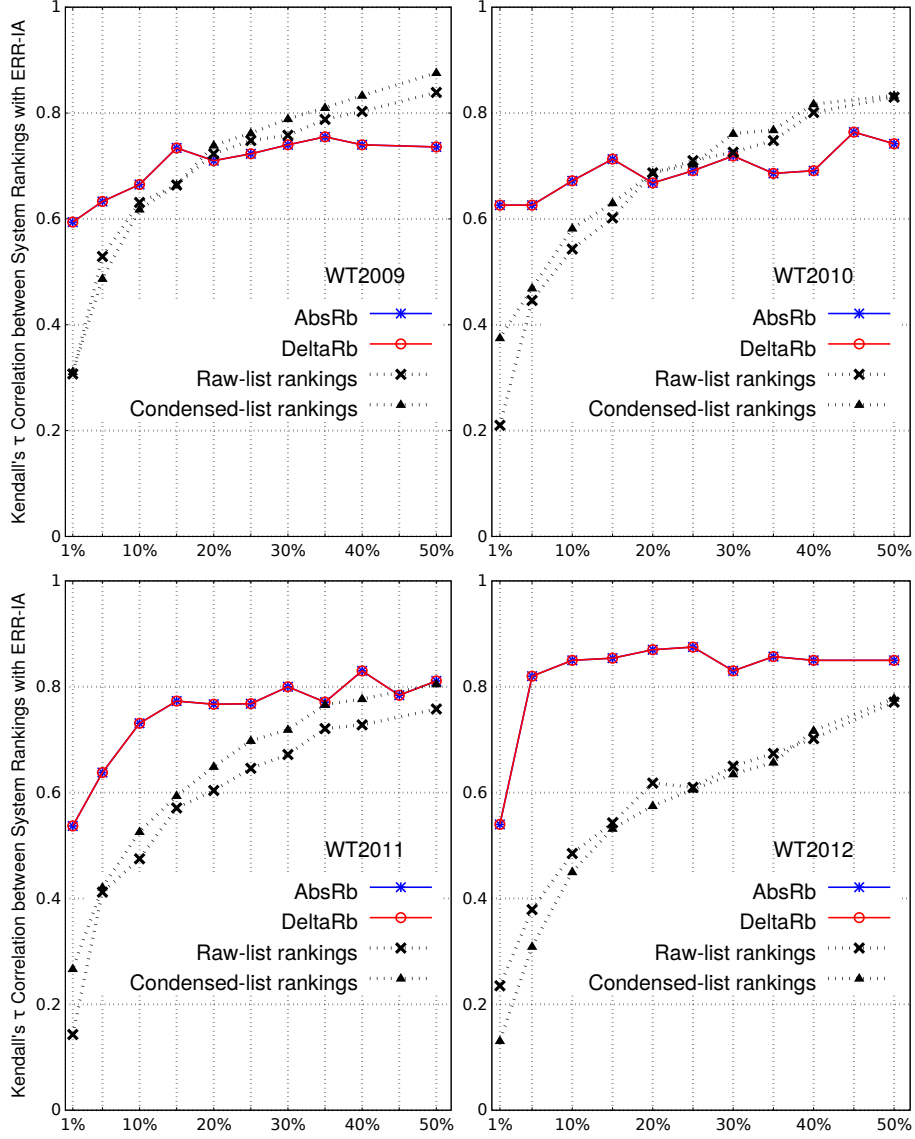 Kendall's τ Correlation between System Rankings with ERR-IA
1
0.8
0.6
0.4
0.2
0
WT2009
AbsRb
DeltaRb
Raw-list rankings
Condensed-list rankings
1% 10% 20% 30% 40% 50%
1
0.8
0.6
0.4
0.2
0
WT2010
AbsRb
DeltaRb
Raw-list rankings
Condensed-list rankings
1% 10% 20% 30% 40% 50%
Kendall's τ Correlation between System Rankings with ERR-IA
1
0.8
0.6
0.4
0.2
0
WT2011
AbsRb
DeltaRb
Raw-list rankings
Condensed-list rankings
1% 10% 20% 30% 40% 50%
1
0.8
0.6
0.4
0.2
0
WT2012
AbsRb
DeltaRb
Raw-list rankings
Condensed-list rankings
1% 10% 20% 30% 40% 50%